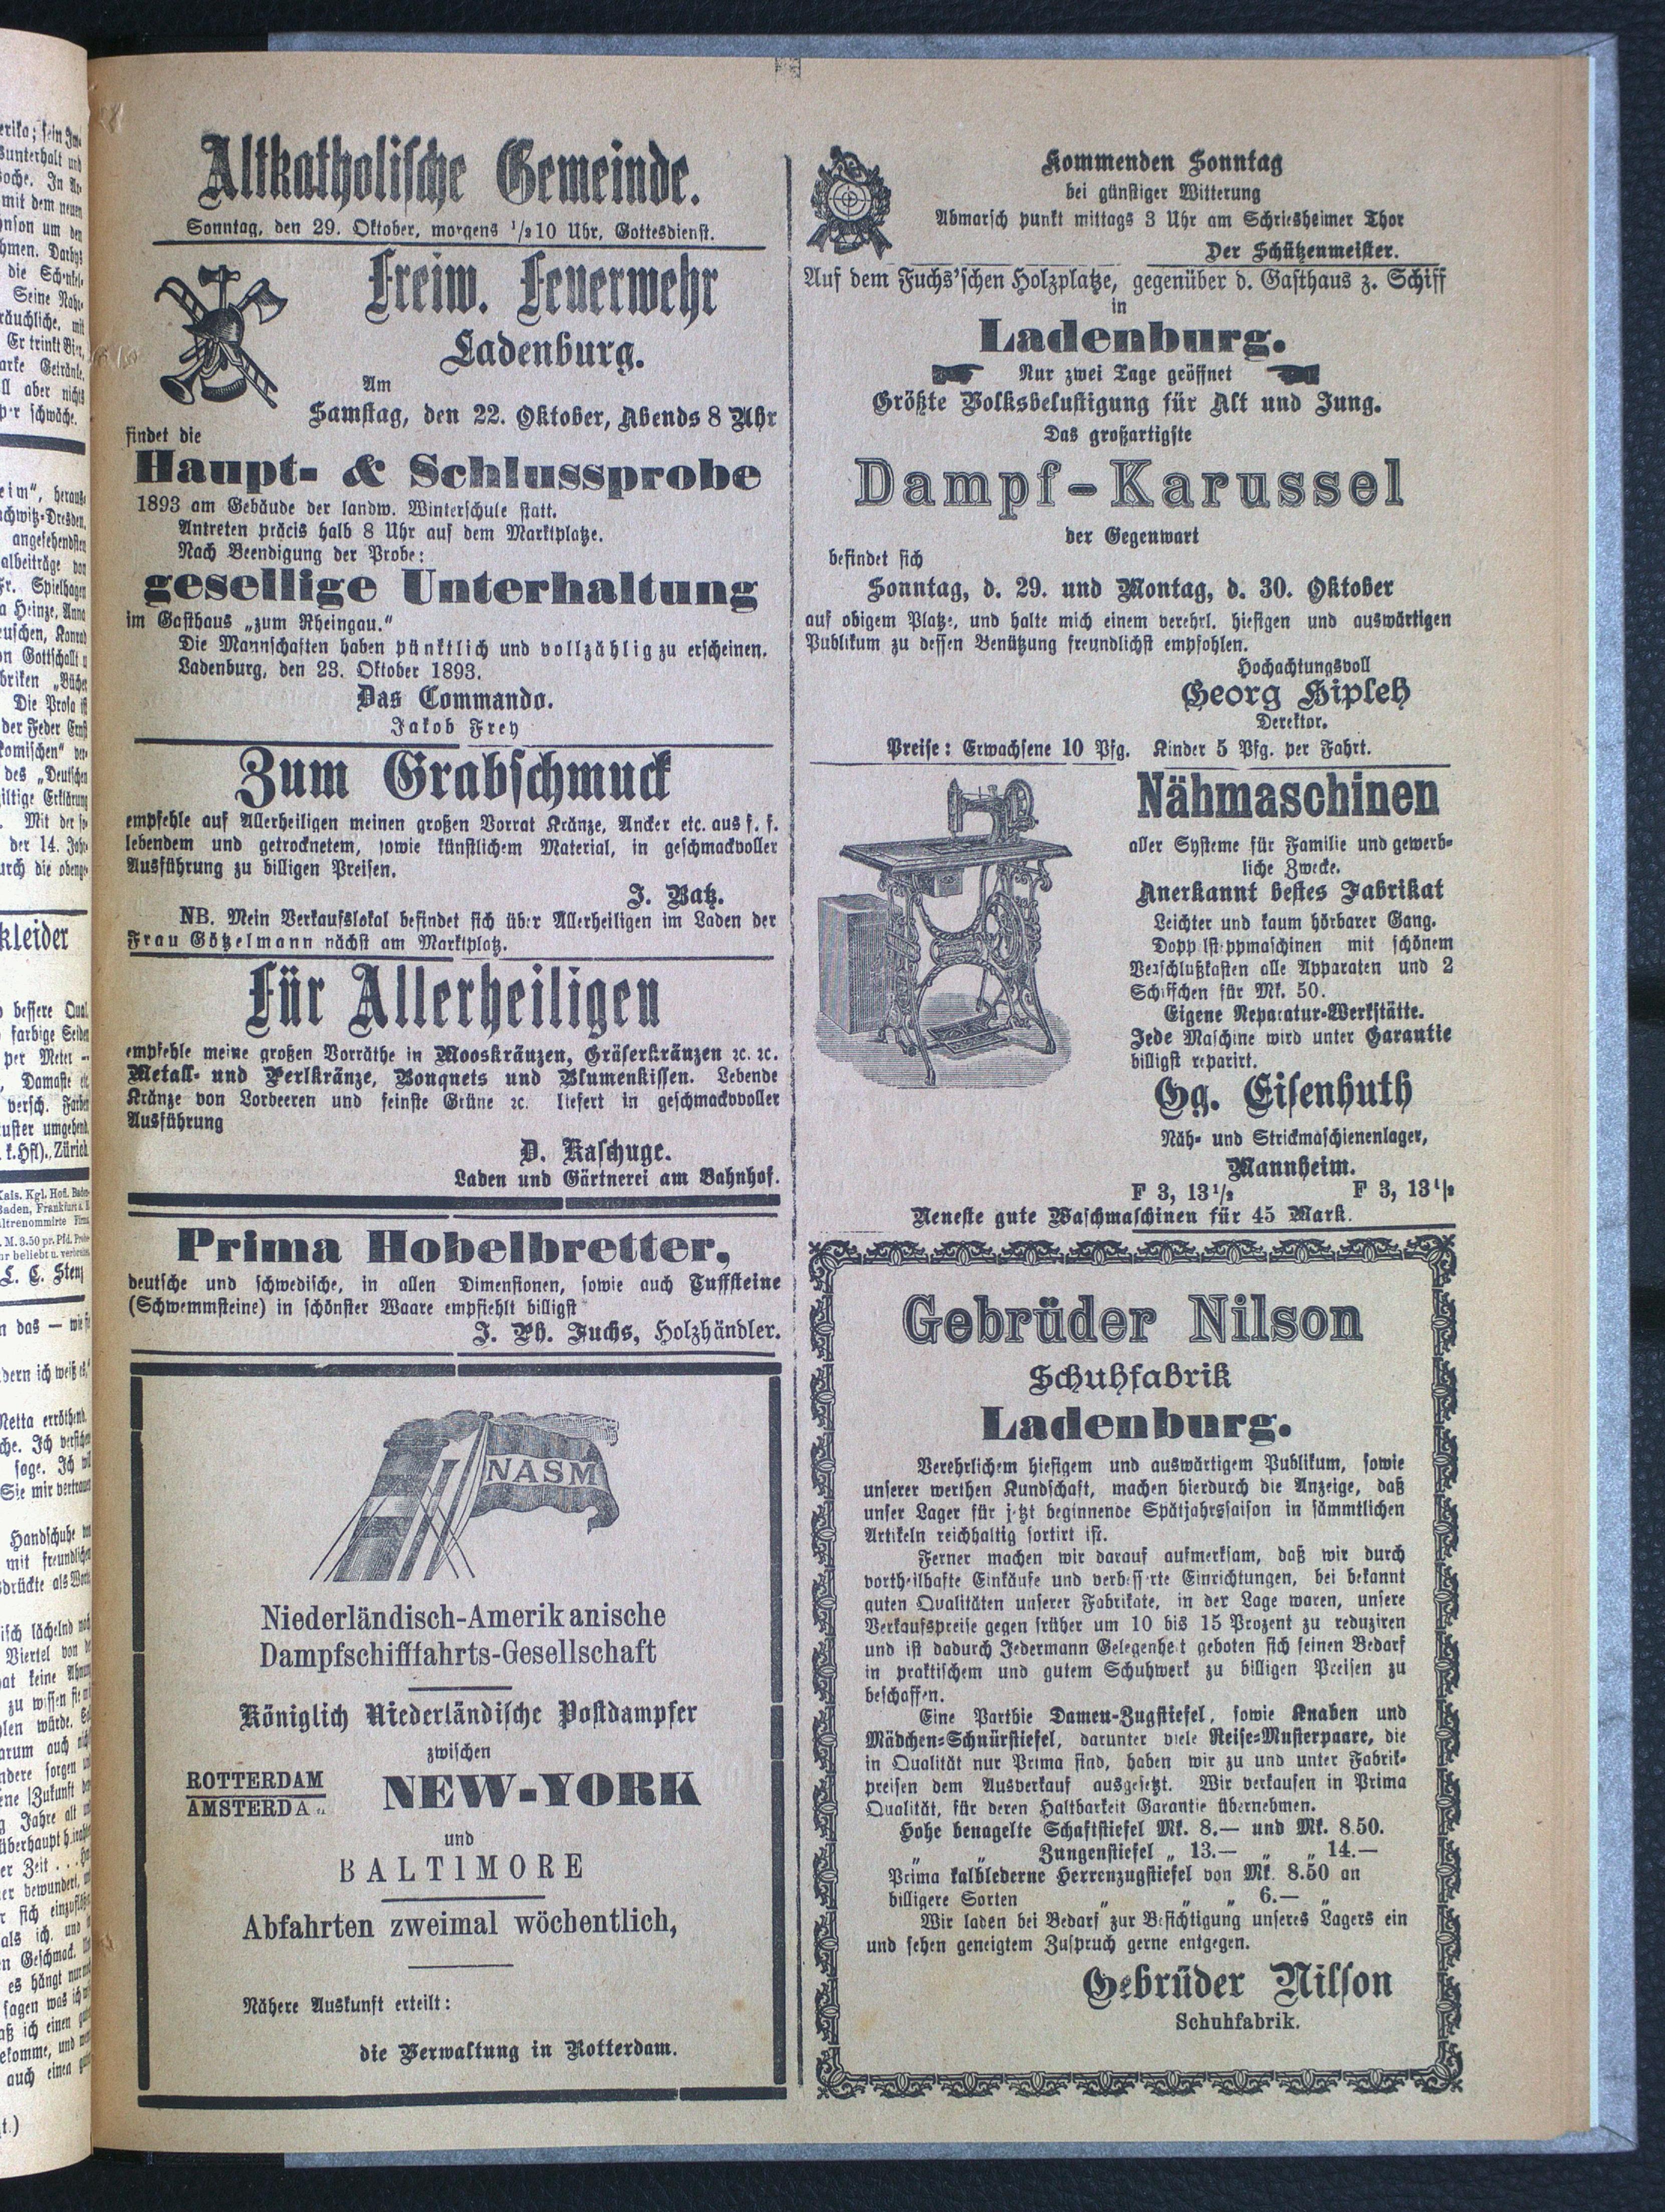 Altkatholische Gemeinde.
Sonntag, den 29. Oktober, morgens 1/210 Uhr, Gottesdienst.
Freiw. Feuerwehr
Ladenburg.
Am
Samstag, den 22. Oktober, Abends 8 Uhr
findet die
Haupt- & Schlussprobe
1893 am Gebäude der landw. Winterschule statt.
Antreten präcis halb 8 Uhr auf dem Marktplatze.
Nach Beendigung der Probe:
gesellige Unterhaltung
im Gasthaus „zum Rheingau.“
Die Mannschaften haben pünktlich und vollzählig zu erscheinen.
Ladenburg, den 23. Oktober 1893.
Das Commando.
Jakob Frey
Zum Grabschmuck
empfehle auf Allerheiligen meinen großen Vorrat Kränze, Ancker etc. aus f. f.
lebendem und getrocknetem, sowie künstlichem Material, in geschmackvoller
Ausführung zu billigen Preisen.
J. Batz.
NB. Mein Verkaufslokal befindet sich über Allerheiligen im Laden der
Frau Götzelmann nächst am Marktplatz.
Für Allerheiligen
empfehle meine großen Vorräthe in Mooskränzen, Gräserkränzen ꝛc. ꝛc.
Metall- und Perlkränze, Bouquets und Blumenkissen. Lebende
Kränze von Lorbeeren und feinste Grüne ꝛc. liefert in geschmackvvoller
Ausführung
D. Kaschuge.
Laden und Gärtnerei am Bahnhof.
Prima Hobelbretter,
deutsche und schwedische, in allen Dimensionen, sowie auch Tuffsteine
(Schwemmsteine) in schönster Waare empfiehlt billigst
J. Ph. Fuchs, Holzhändler.
NASM
Niederländisch-Amerikanische
Dampfschifffahrts-Gesellschaft
Königlich Niederländische Postdampfer
zwischen
ROTTERDAM
AMSTERDA
NEW-YORK
und
BALTIMORE
Abfahrten zweimal wöchentlich,
Nähere Auskunft erteilt:
die Verwaltung in Rotterdam.
Kommenden Sonntag
bei günstiger Witterung
Abmarsch punkt mittags 3 Uhr am Schriesheimer Thor
Der Schützenmeister.
Auf dem Fuchs'schen Holzplatze, gegenüber d. Gasthaus z. Schiff
in
Ladenburg.
Nur zwei Tage geöffnet
Größte Volksbelustigung für Alt und Jung.
Das großartigste
Dampf-Karussel
der Gegenwart
befindet sich
Sonntag, d. 29. und Montag, d. 30. Oktober
auf obigem Platze, und halte mich einem verehrl. hiesigen und auswärtigen
Publikum zu dessen Benützung freundlichst empfohlen.
Hochachtungsvoll
Georg Hipleh
Derektor.
Preise: Erwachsene 10 Pfg. Kinder 5 Pfg. per Fahrt.
Nähmaschinen
aller Systeme für Familie und gewerb-
liche Zwecke.
Anerkannt bestes Fabrikat
Leichter und kaum hörbarer Gang.
Dopp lst ppmaschinen mit schönem
Verschlußkasten alle Apparaten und 2
Schiffchen für Mk. 50.
Eigene Reparatur-Werkstätte.
Jede Maschine wird unter Garantie
billigst reparirt.
Gg. Eisenhuth
Näh- und Strickmaschienenlager,
Mannheim.
F 3, 13 1/2 F 3, 13 1/2
Neneste gute Waschmaschinen für 45 Mark.
Gebrüder Nilson
Schuhfabrik
Ladenburg.
Verehrlichem hiesigem und auswärtigem Publikum, sowie
unserer werthen Kundschaft, machen hierdurch die Anzeige, daß
unser Lager für jetzt beginnende Spätjahrssaison in sämmtlichen
Artikeln reichhaltig sortirt ist.
Ferner machen wir darauf aufmerksam, daß wir durch
vortheilhafte Einkäufe und verbesserte Einrichtungen, bei bekannt
guten Qualitäten unserer Fabrikate, in der Lage waren, unsere
Verkaufspreise gegen früher um 10 bis 15 Prozent zu reduziren
und ist dadurch Jedermann Gelegenheit geboten sich seinen Bedarf
in praktischem und gutem Schuhwerk zu billigen Preisen zu
beschaffen.
Eine Parthie Damen-Zugstiefel, sowie Knaben und
Mädchen-Schnürstiefel, darunter viele Reise-Musterpaare, die
in Qualität nur Prima sind, haben wir zu und unter Fabrik-
preisen dem Ausverkauf ausgesetzt. Wir verkaufen in Prima
Qualität, für deren Haltbarkeit Garantie übernehmen.
Hohe benagelte Schaftstiefel Mk. 8.— und Mk. 8.50.
„ „ Zungenstiefel „ 13.— „ „ 14.—
Prima kalblederne Herrenzugstiefel von Mk. 8.50 an
billigere Sorten „ „ „ 6.— „
Wir laden bei Bedarf zur Besichtigung unseres Lagers ein
und sehen geneigtem Zuspruch gerne entgegen.
Gebrüder Nilson
Schuhfabrik.